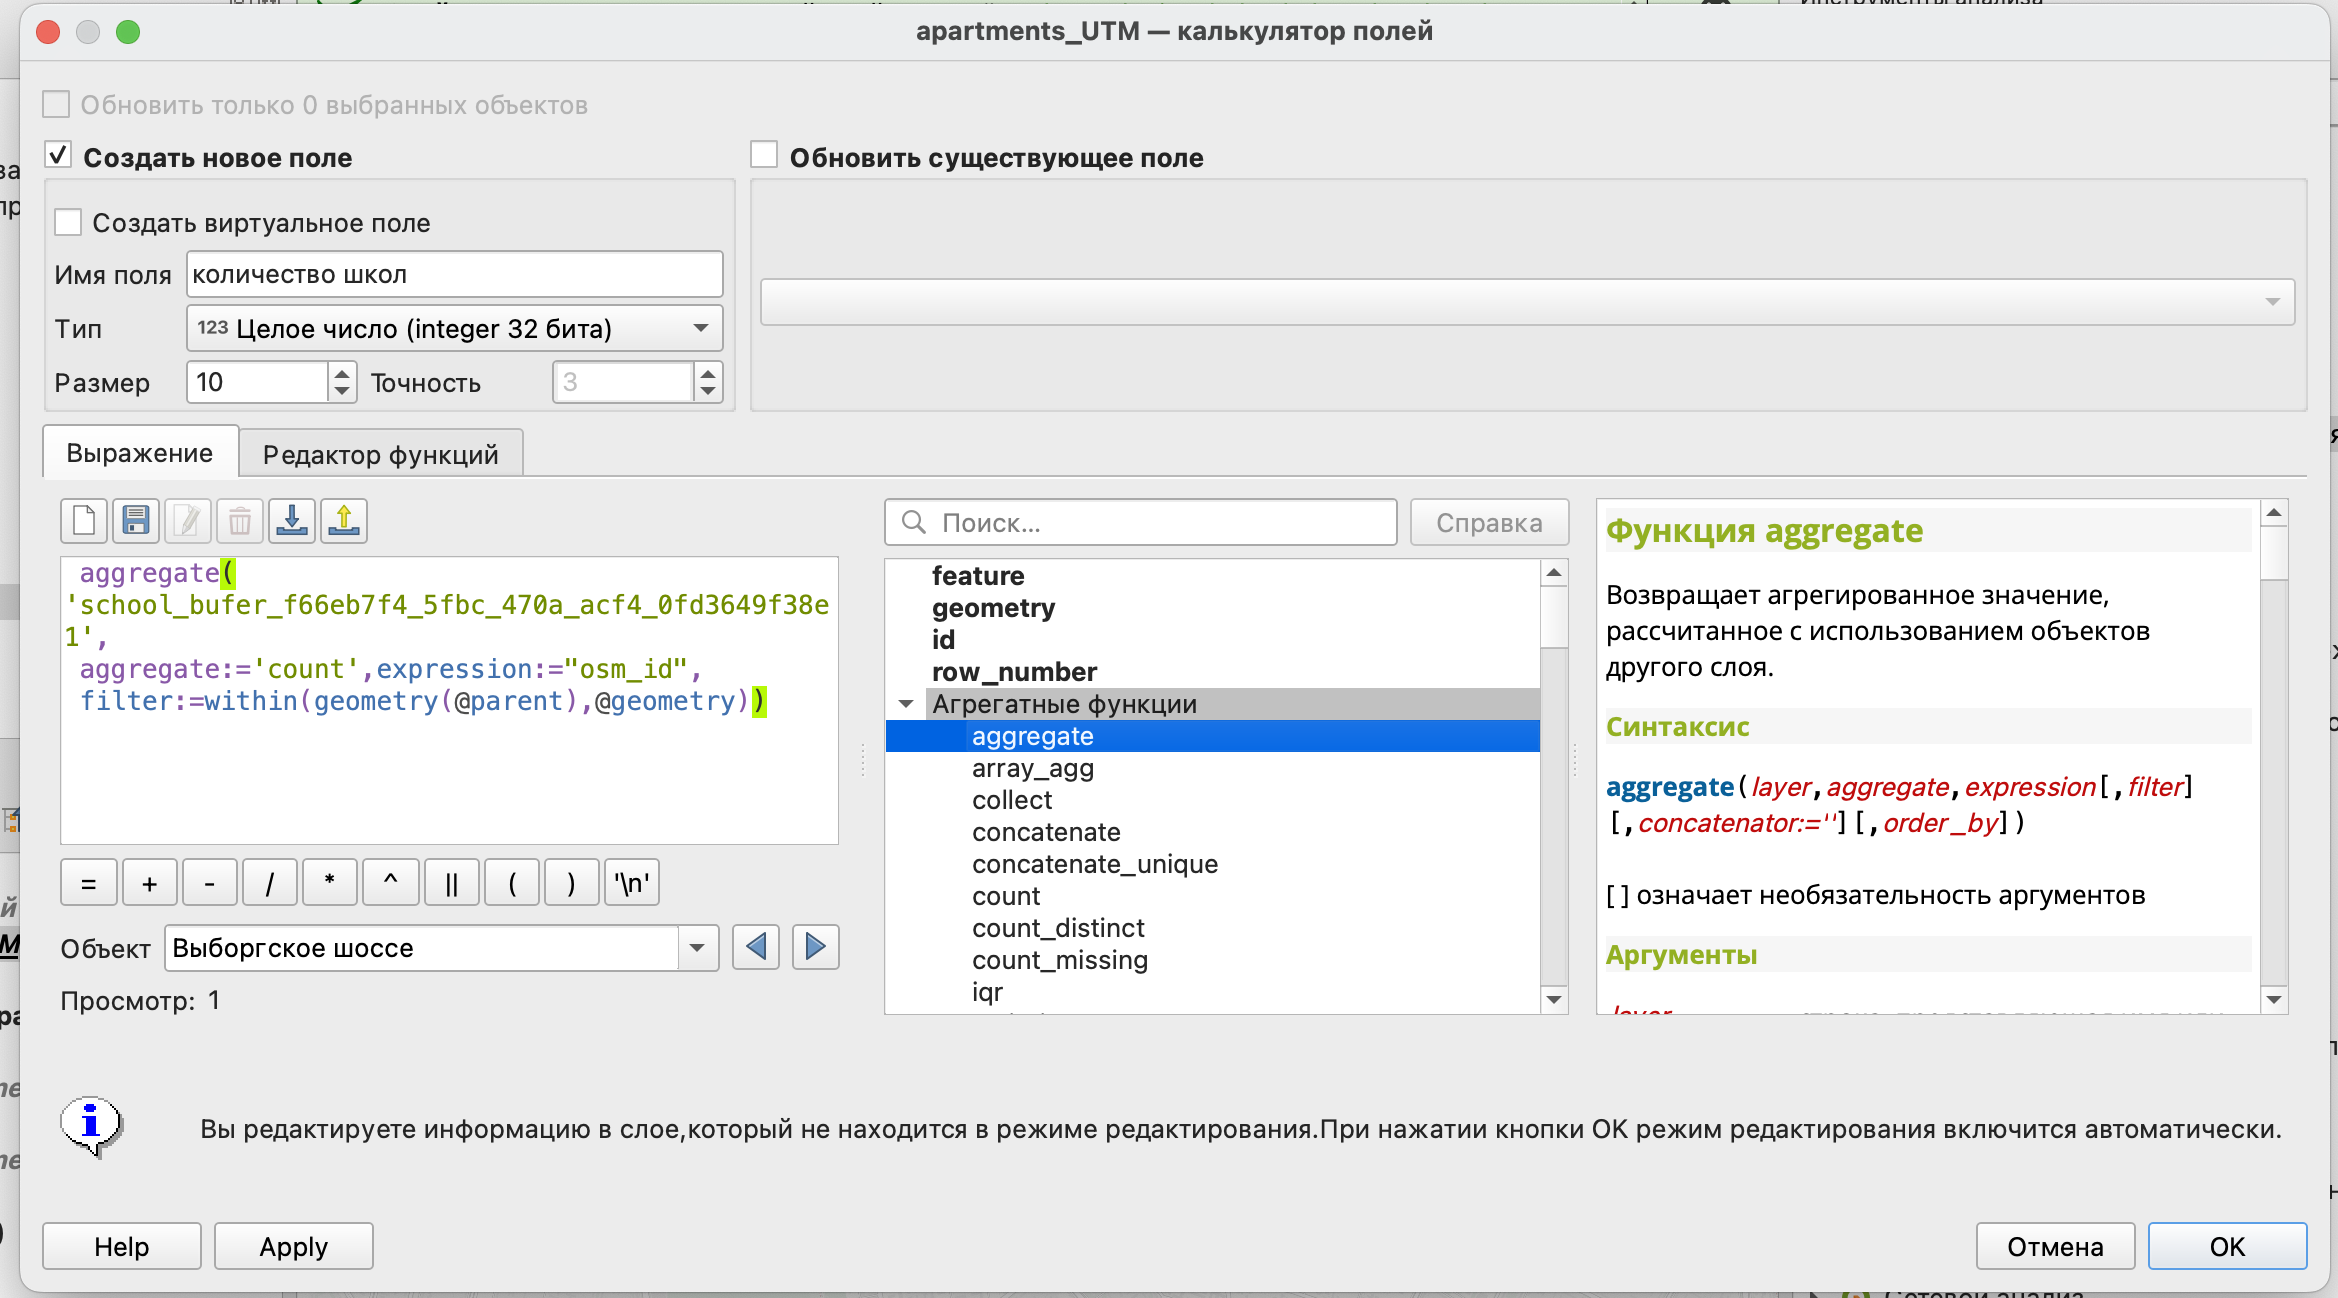 apartments_UTM — калькулятор полей
Обновить только 0 выбранных объектов
Создать новое поле
Обновить существующее поле
Создать виртуальное поле
Имя поля количество школ
Тип 123 Целое число (integer 32 бита)
Размер 10 Точность 3
Выражение Редактор функций
Поиск... Справка
aggregate(
'school_bufer_f66eb7f4_5fbc_470a_acf4_0fd3649f38e
1',
aggregate:='count',expression:="osm_id",
filter:=within(geometry(@parent),@geometry))
= + - / * ^ || ( ) '\n'
Объект Выборгское шоссе
Просмотр: 1
feature
geometry
id
row_number
Агрегатные функции
aggregate
array_agg
collect
concatenate
concatenate_unique
count
count_distinct
count_missing
iqr
Функция aggregate
Возвращает агрегированное значение,
рассчитанное с использованием объектов
другого слоя.
Синтаксис
aggregate(layer,aggregate,expression[,filter]
[,concatenator:=''][,order_by])
[ ] означает необязательность аргументов
Аргументы
Вы редактируете информацию в слое,который не находится в режиме редактирования.При нажатии кнопки OK режим редактирования включится автоматически.
Help Apply Отмена OK